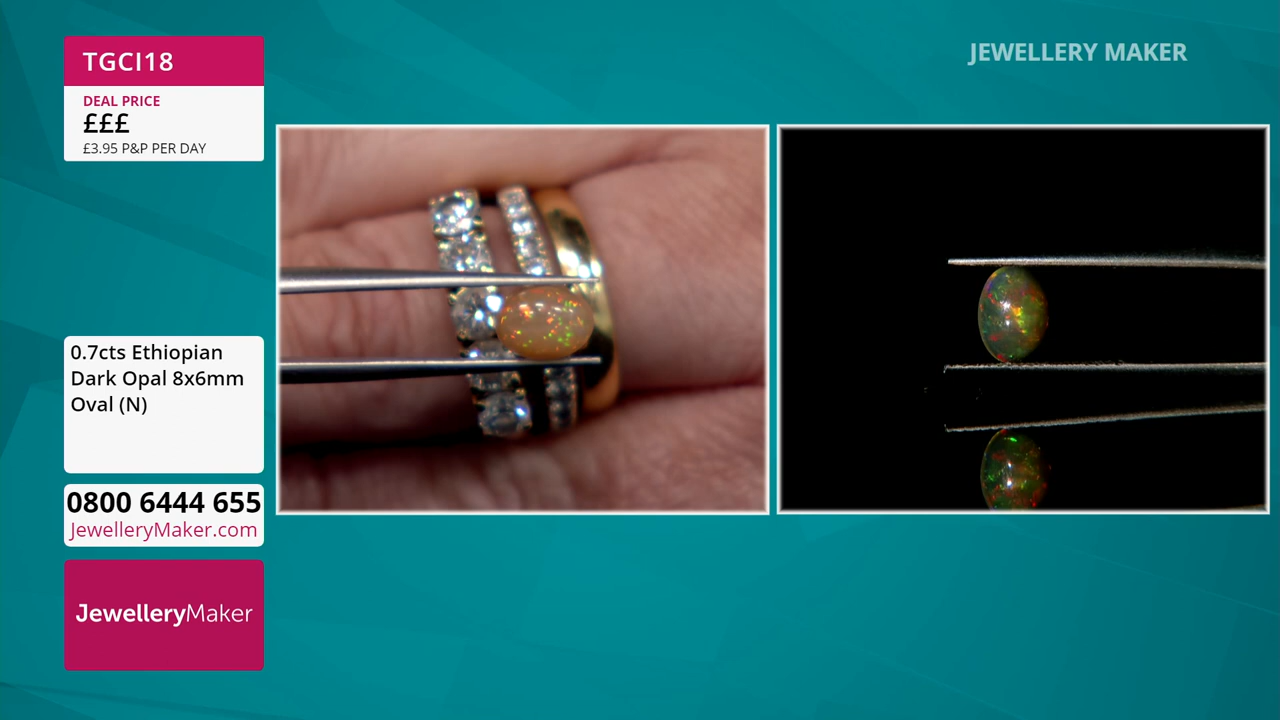 TGCI18
DEAL PRICE
£££
£3.95 P&P PER DAY
JEWELLERY MAKER
0.7cts Ethiopian
Dark Opal 8x6mm
Oval (N)
0800 6444 655
JewelleryMaker.com
JewelleryMaker